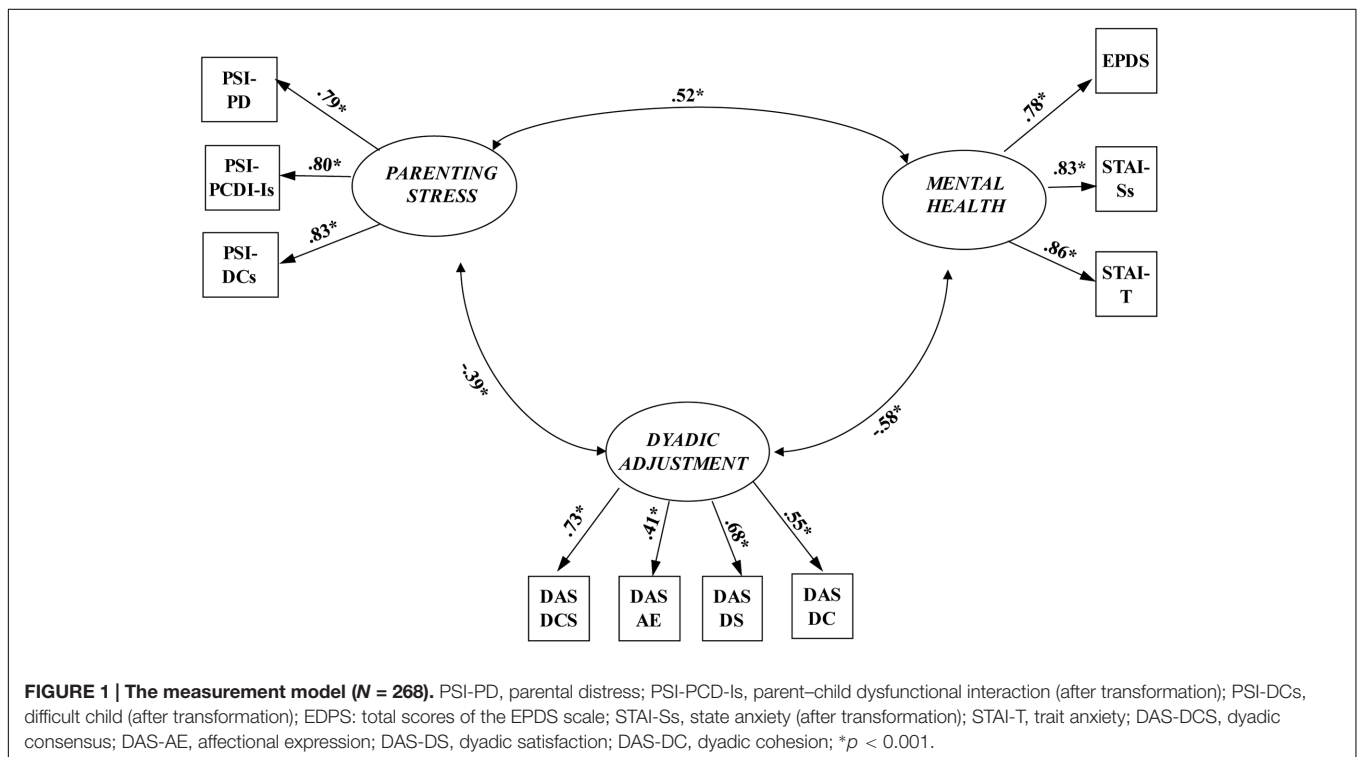 PSI-
PD
.79*
PSI-
PCDI-Is
.80*
PSI-
DCs
.83*
PARENTING
STRESS
.52*
MENTAL
HEALTH
.78*
EPDS
.83*
STAI-
Ss
.86*
STAI-
T
-.39*
-.58*
DYADIC
ADJUSTMENT
.73*
.41*
.68*
.55*
DAS
DCS
DAS
AE
DAS
DS
DAS
DC
FIGURE 1 | The measurement model (N = 268). PSI-PD, parental distress; PSI-PCD-Is, parent–child dysfunctional interaction (after transformation); PSI-DCs,
difficult child (after transformation); EDPS: total scores of the EPDS scale; STAI-Ss, state anxiety (after transformation); STAI-T, trait anxiety; DAS-DCS, dyadic
consensus; DAS-AE, affectional expression; DAS-DS, dyadic satisfaction; DAS-DC, dyadic cohesion; *p < 0.001.